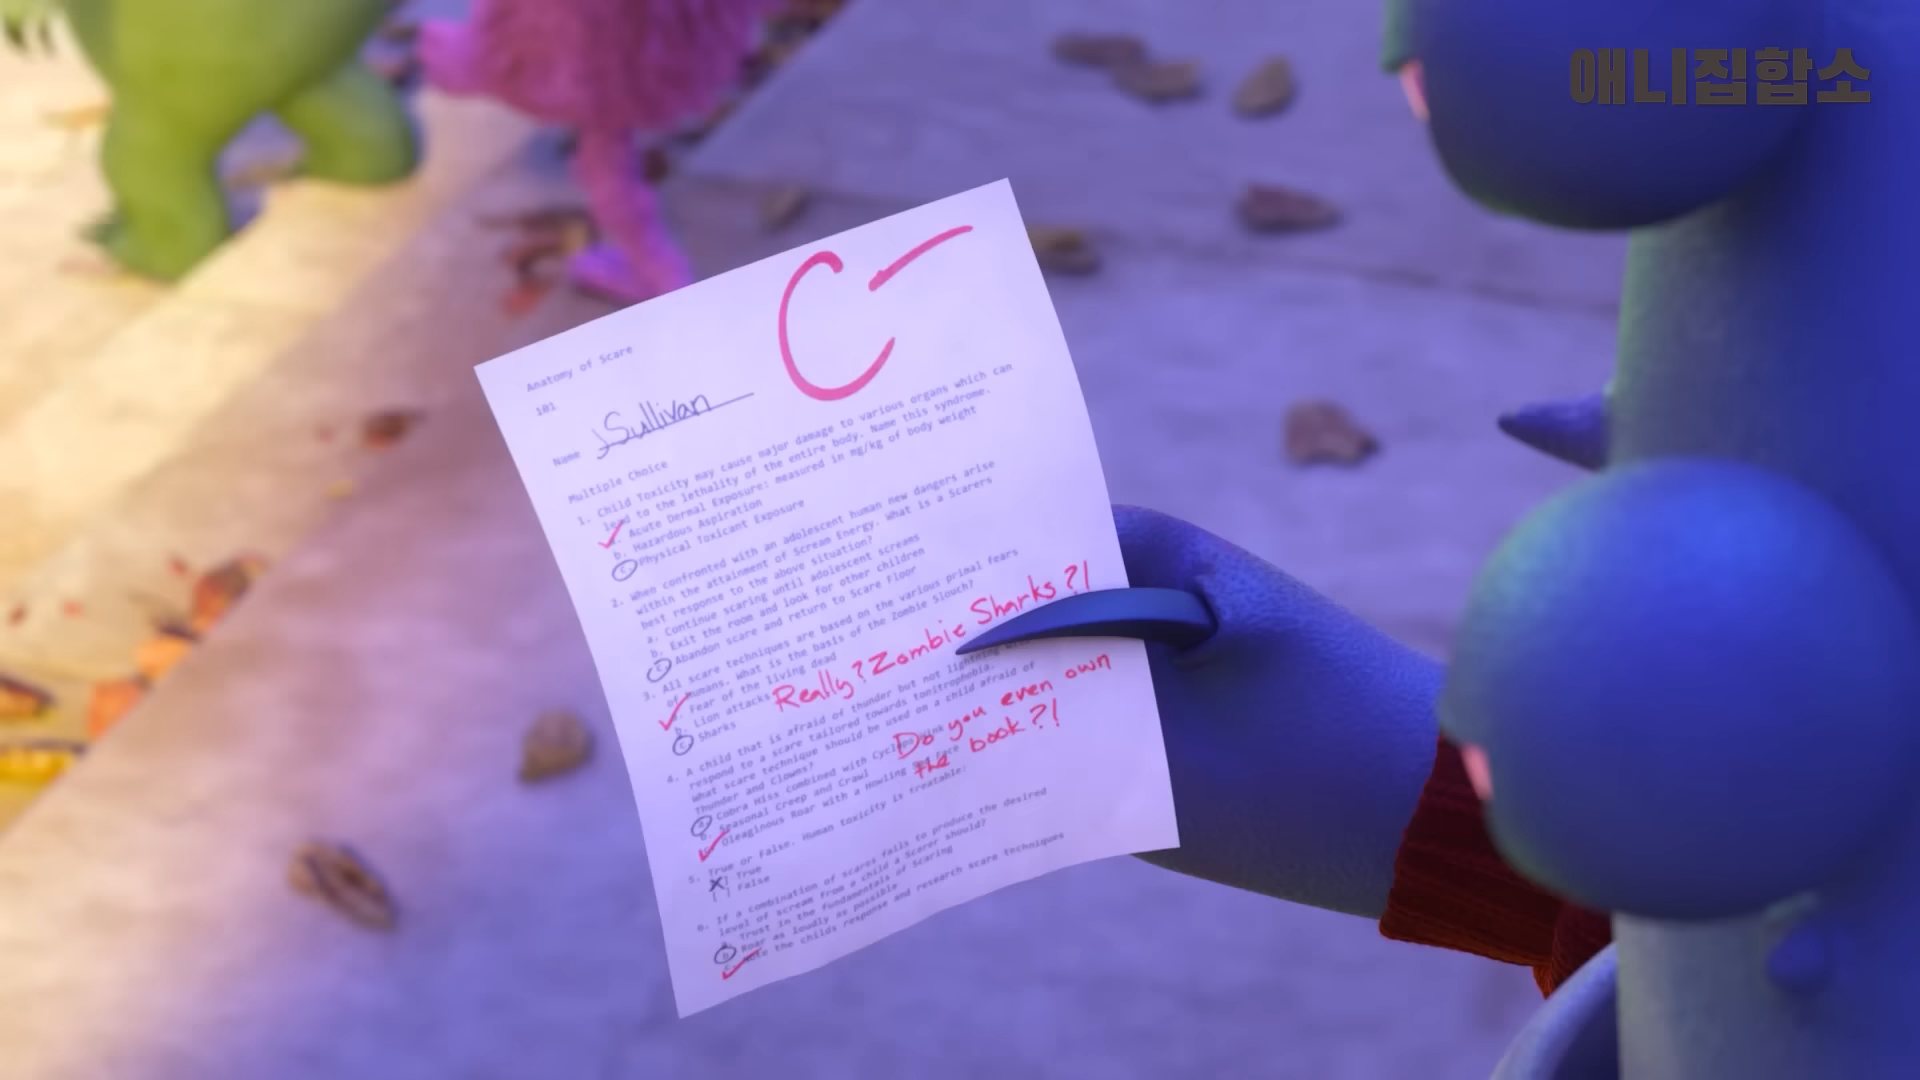 애니집합소
C-
Anatomy of Scare
101
Name J Sullivan
Multiple Choice
1. Child Toxicity may cause major damage to various organs which can
lead to the lethality of the entire body. Name this syndrome.
Acute Dermal Exposure: measured in mg/kg of body weight
b. Hazardous Aspiration
c Physical Toxicant Exposure
2. When confronted with an adolescent human new dangers arise
within the attainment of Scream Energy. What is a Scarers
best response to the above situation?
a. Continue scaring until adolescent screams
b. Exit the room and look for other children
c Abandon scare and return to Scare Floor
3. All scare techniques are based on the various primal fears
of humans. What is the basis of the Zombie Slouch?
Fear of the living dead
b. Lion attacks
c Sharks
Really? Zombie Sharks?!
4. A child that is afraid of thunder but not lightning
respond to a scare tailored towards tonitrophobia.
What scare technique should be used on a child afraid of
Thunder and Clowns?
a Cobra Hiss combined with Cyclops Wink
b. Seasonal Creep and Crawl
Oleaginous Roar with a Howling face
Do you even own
the book?!
5. True or False. Human toxicity is treatable:
X True
False
6. If a combination of scares fails to produce the desired
level of scream from a child a Scarer should?
Trust in the fundamentals of Scaring
b Roar as loudly as possible
Note the childs response and research scare techniques